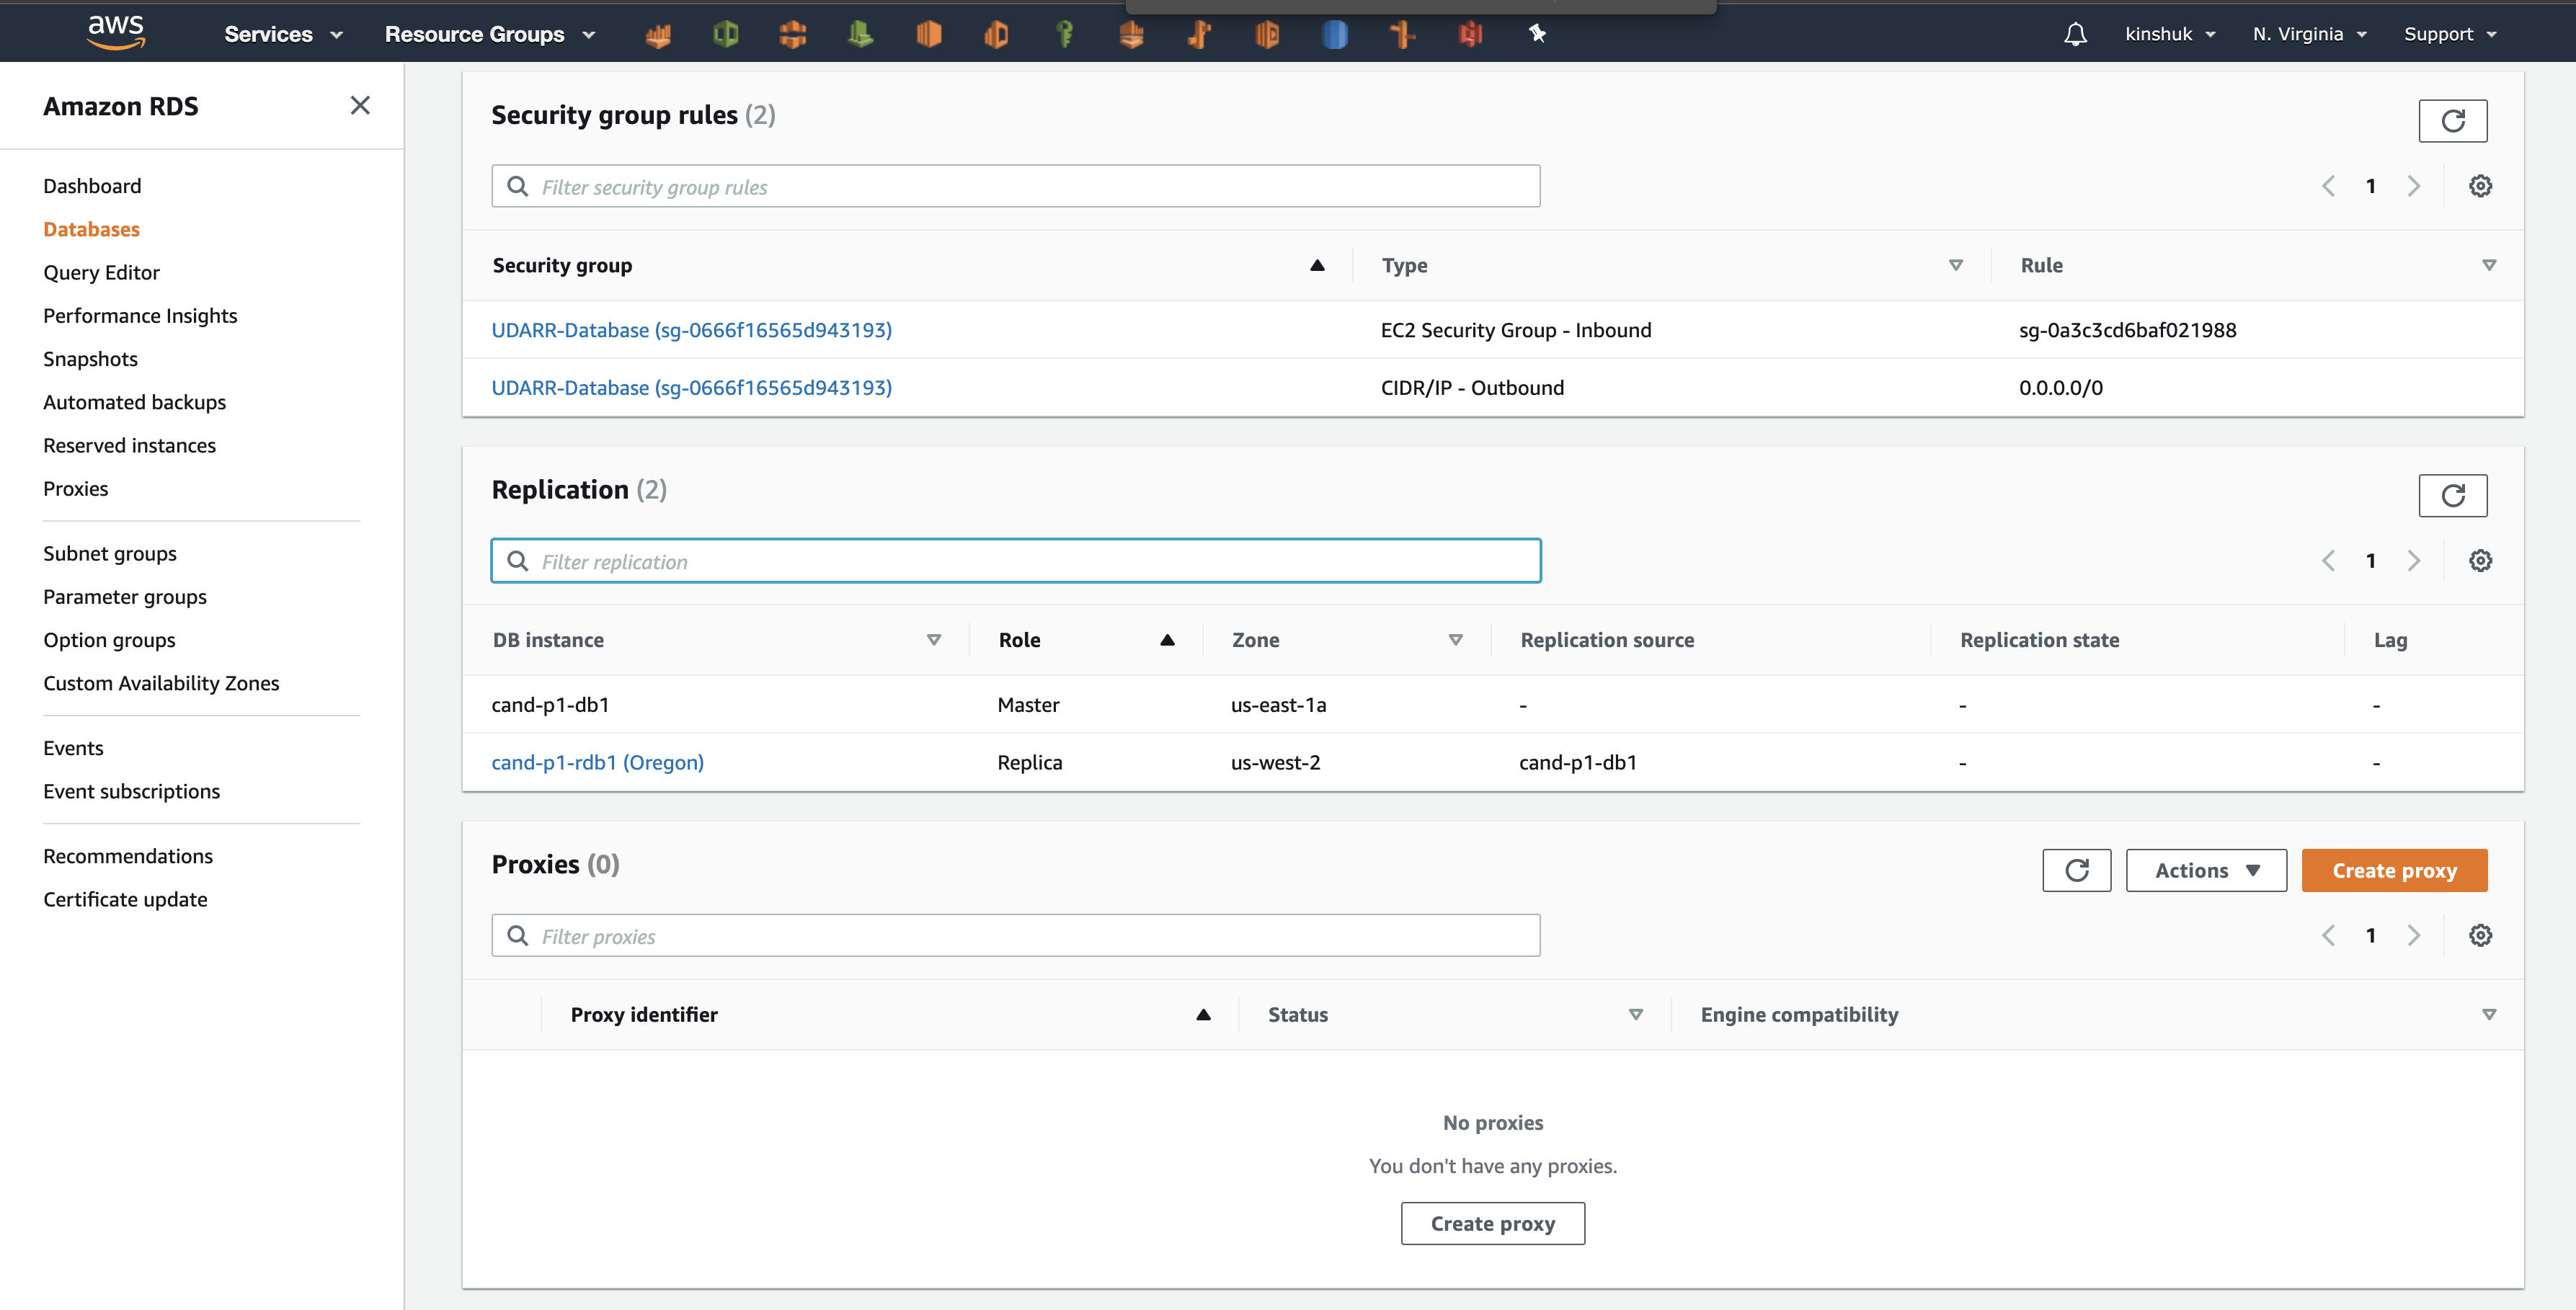 aws Services Resource Groups kinshuk N. Virginia Support
Amazon RDS
Dashboard
Databases
Query Editor
Performance Insights
Snapshots
Automated backups
Reserved instances
Proxies
Subnet groups
Parameter groups
Option groups
Custom Availability Zones
Events
Event subscriptions
Recommendations
Certificate update
Security group rules (2)
Filter security group rules
1
Security group Type Rule
UDARR-Database (sg-0666f16565d943193) EC2 Security Group - Inbound sg-0a3c3cd6baf021988
UDARR-Database (sg-0666f16565d943193) CIDR/IP - Outbound 0.0.0.0/0
Replication (2)
Filter replication
1
DB instance Role Zone Replication source Replication state Lag
cand-p1-db1 Master us-east-1a - - -
cand-p1-rdb1 (Oregon) Replica us-west-2 cand-p1-db1 - -
Proxies (0)
Actions Create proxy
Filter proxies
1
Proxy identifier Status Engine compatibility
No proxies
You don't have any proxies.
Create proxy